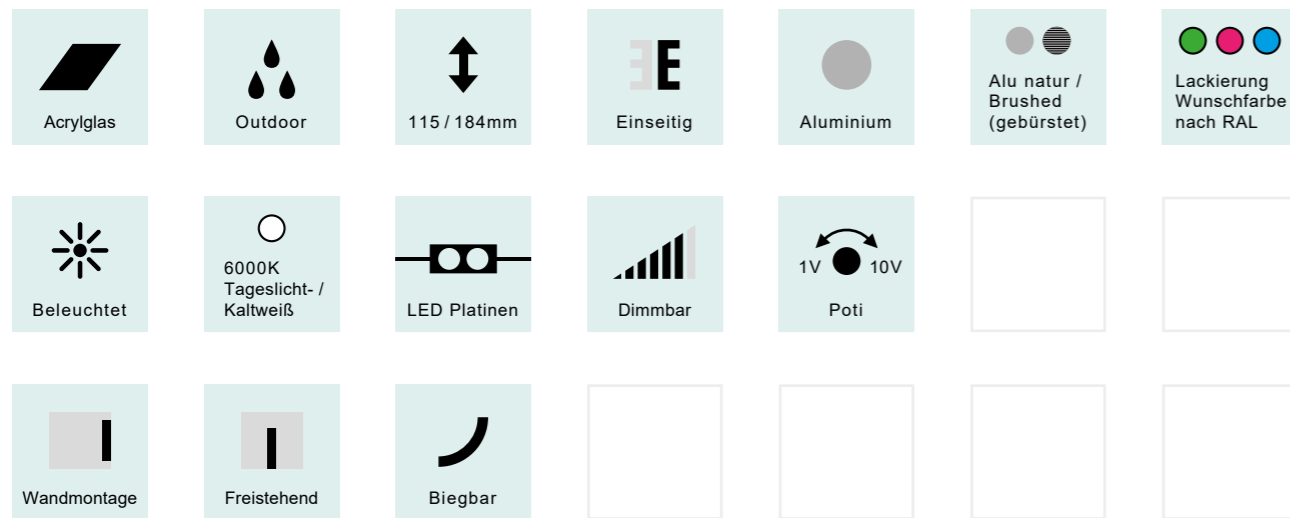 Acrylglas
Outdoor
115 / 184mm
Einseitig
Aluminium
Alu natur /
Brushed
(gebürstet)
Lackierung
Wunschfarbe
nach RAL
Beleuchtet
6000K
Tageslicht- /
Kaltweiß
LED Platinen
Dimmbar
1V 10V
Poti
Wandmontage
Freistehend
Biegbar